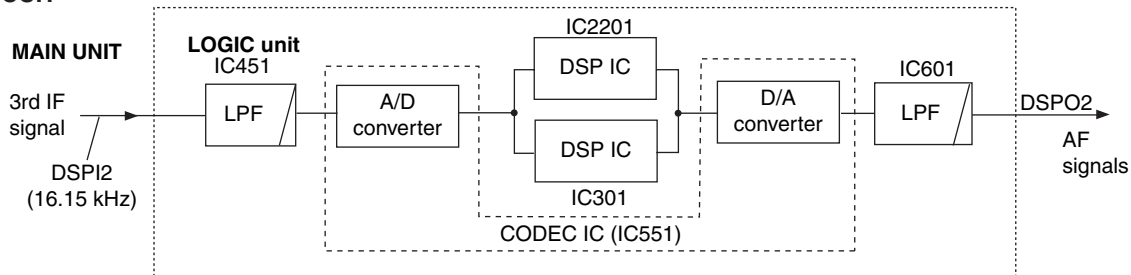 MAIN UNIT
LOGIC unit
IC451
IC2201
IC601
3rd IF
signal
LPF
A/D
converter
DSP IC
DSP IC
D/A
converter
LPF
DSPO2
AF
signals
DSPI2
(16.15 kHz)
IC301
CODEC IC (IC551)